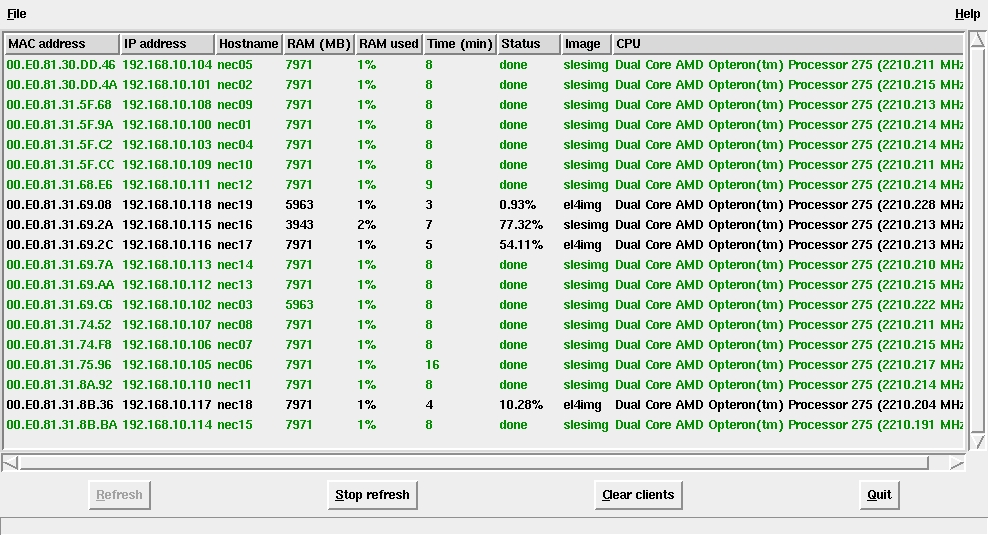 File Help
MAC address IP address Hostname RAM (MB) RAM used Time (min) Status Image CPU
00.E0.81.30.DD.46 192.168.10.104 nec05 7971 1% 8 done slesimg Dual Core AMD Opteron(tm) Processor 275 (2210.211 MHz
00.E0.81.30.DD.4A 192.168.10.101 nec02 7971 1% 8 done slesimg Dual Core AMD Opteron(tm) Processor 275 (2210.215 MHz
00.E0.81.31.5F.68 192.168.10.108 nec09 7971 1% 8 done slesimg Dual Core AMD Opteron(tm) Processor 275 (2210.213 MHz
00.E0.81.31.5F.9A 192.168.10.100 nec01 7971 1% 8 done slesimg Dual Core AMD Opteron(tm) Processor 275 (2210.214 MHz
00.E0.81.31.5F.C2 192.168.10.103 nec04 7971 1% 8 done slesimg Dual Core AMD Opteron(tm) Processor 275 (2210.214 MHz
00.E0.81.31.5F.CC 192.168.10.109 nec10 7971 1% 8 done slesimg Dual Core AMD Opteron(tm) Processor 275 (2210.211 MHz
00.E0.81.31.68.E6 192.168.10.111 nec12 7971 1% 9 done slesimg Dual Core AMD Opteron(tm) Processor 275 (2210.214 MHz
00.E0.81.31.69.08 192.168.10.118 nec19 5963 1% 3 0.93% el4img Dual Core AMD Opteron(tm) Processor 275 (2210.228 MHz
00.E0.81.31.69.2A 192.168.10.115 nec16 3943 2% 7 77.32% slesimg Dual Core AMD Opteron(tm) Processor 275 (2210.213 MHz
00.E0.81.31.69.2C 192.168.10.116 nec17 7971 1% 5 54.11% el4img Dual Core AMD Opteron(tm) Processor 275 (2210.213 MHz
00.E0.81.31.69.7A 192.168.10.113 nec14 7971 1% 8 done slesimg Dual Core AMD Opteron(tm) Processor 275 (2210.210 MHz
00.E0.81.31.69.AA 192.168.10.112 nec13 7971 1% 8 done slesimg Dual Core AMD Opteron(tm) Processor 275 (2210.215 MHz
00.E0.81.31.69.C6 192.168.10.102 nec03 5963 1% 8 done slesimg Dual Core AMD Opteron(tm) Processor 275 (2210.222 MHz
00.E0.81.31.74.52 192.168.10.107 nec08 7971 1% 8 done slesimg Dual Core AMD Opteron(tm) Processor 275 (2210.211 MHz
00.E0.81.31.74.F8 192.168.10.106 nec07 7971 1% 8 done slesimg Dual Core AMD Opteron(tm) Processor 275 (2210.215 MHz
00.E0.81.31.75.96 192.168.10.105 nec06 7971 1% 16 done slesimg Dual Core AMD Opteron(tm) Processor 275 (2210.217 MHz
00.E0.81.31.8A.92 192.168.10.110 nec11 7971 1% 8 done slesimg Dual Core AMD Opteron(tm) Processor 275 (2210.214 MHz
00.E0.81.31.8B.36 192.168.10.117 nec18 7971 1% 4 10.28% el4img Dual Core AMD Opteron(tm) Processor 275 (2210.204 MHz
00.E0.81.31.8B.BA 192.168.10.114 nec15 7971 1% 8 done slesimg Dual Core AMD Opteron(tm) Processor 275 (2210.191 MHz
Refresh Stop refresh Clear clients Quit